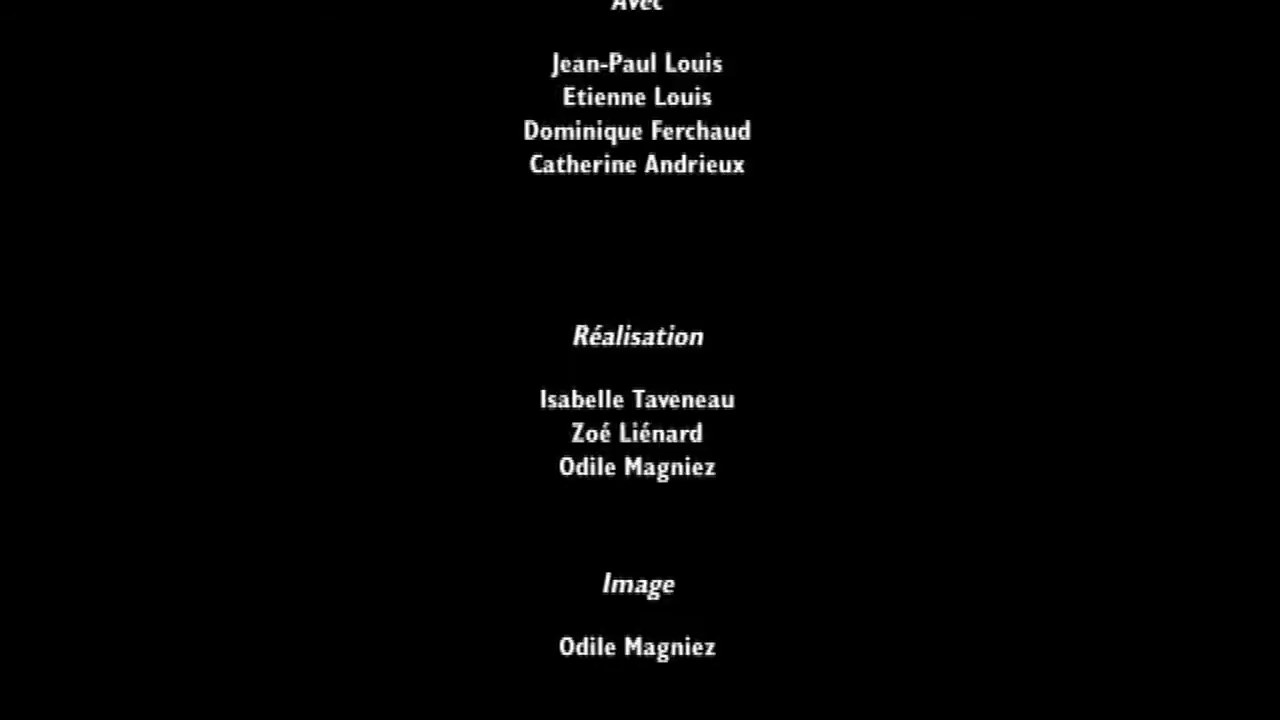 Avec
Jean-Paul Louis
Etienne Louis
Dominique Ferchaud
Catherine Andrieux
Réalisation
Isabelle Taveneau
Zoé Liénard
Odile Magniez
Image
Odile Magniez